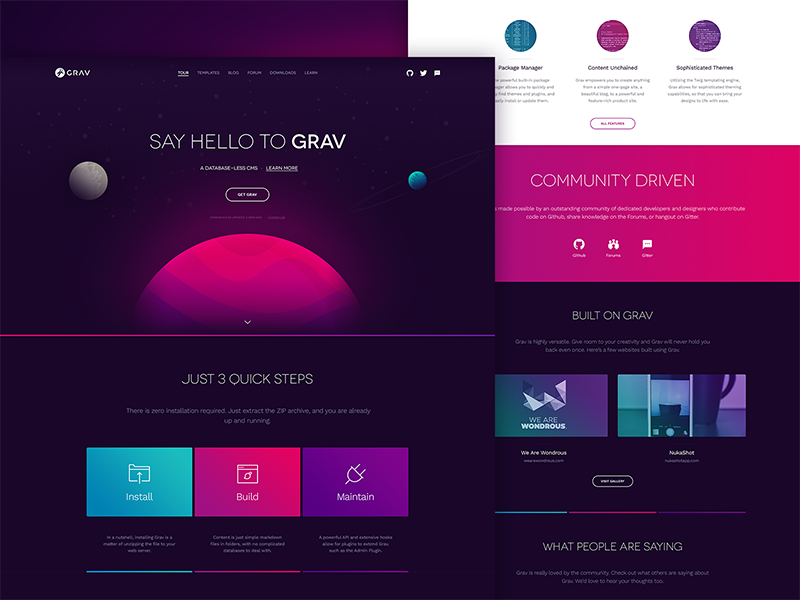 GRAV
TOUR TEMPLATES BLOG FORUM DOWNLOADS LEARN
SAY HELLO TO GRAV
A DATABASE-LESS CMS · LEARN MORE
GET GRAV
JUST 3 QUICK STEPS
There is zero installation required. Just extract the ZIP archive, and you are already
up and running.
Install
Build
Maintain
In a nutshell, installing Grav is a
matter of unzipping the file to your
web server.
Content is just simple markdown
files in folders, with no complicated
databases to deal with.
A powerful API and extensive hooks
allow for plugins to extend Grav,
such as the Admin Plugin.
Package Manager
powerful built-in package
allows you to quickly and
find themes and plugins, and
install or update them.
Content Unchained
Grav empowers you to create anything
from a simple one-page site, a
beautiful blog, to a powerful and
feature-rich product site.
Sophisticated Themes
Utilizing the Twig templating engine,
Grav allows for sophisticated theming
capabilities, so that you can bring your
designs to life with ease.
ALL FEATURES
COMMUNITY DRIVEN
made possible by an outstanding community of dedicated developers and designers who contribute
code on Github, share knowledge on the Forums, or hangout on Gitter.
Github
Forums
Gitter
BUILT ON GRAV
Grav is highly versatile. Give room to your creativity and Grav will never hold you
back even once. Here's a few websites built using Grav.
WE ARE
WONDROUS.
We Are Wondrous
NukaShot
nukashotapp.com
VISIT GALLERY
WHAT PEOPLE ARE SAYING
Grav is really loved by the community. Check out what others are saying about
Grav. We'd love to hear your thoughts too.